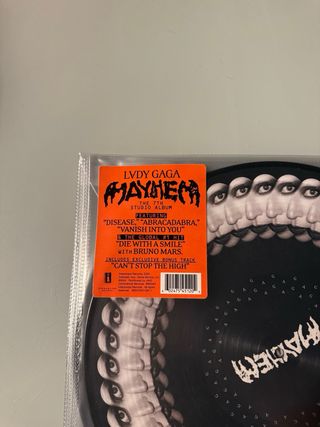 LVDY GAGA
MAYHEM
THE 7TH
STUDIO ALBUM
FEATURING
"DISEASE," "ABRACADABRA,"
"VANISH INTO YOU"
& THE GLOBAL #1 HIT
"DIE WITH A SMILE"
WITH BRUNO MARS.
INCLUDES EXCLUSIVE BONUS TRACK
"CAN'T STOP THE HIGH"
MAYHEM